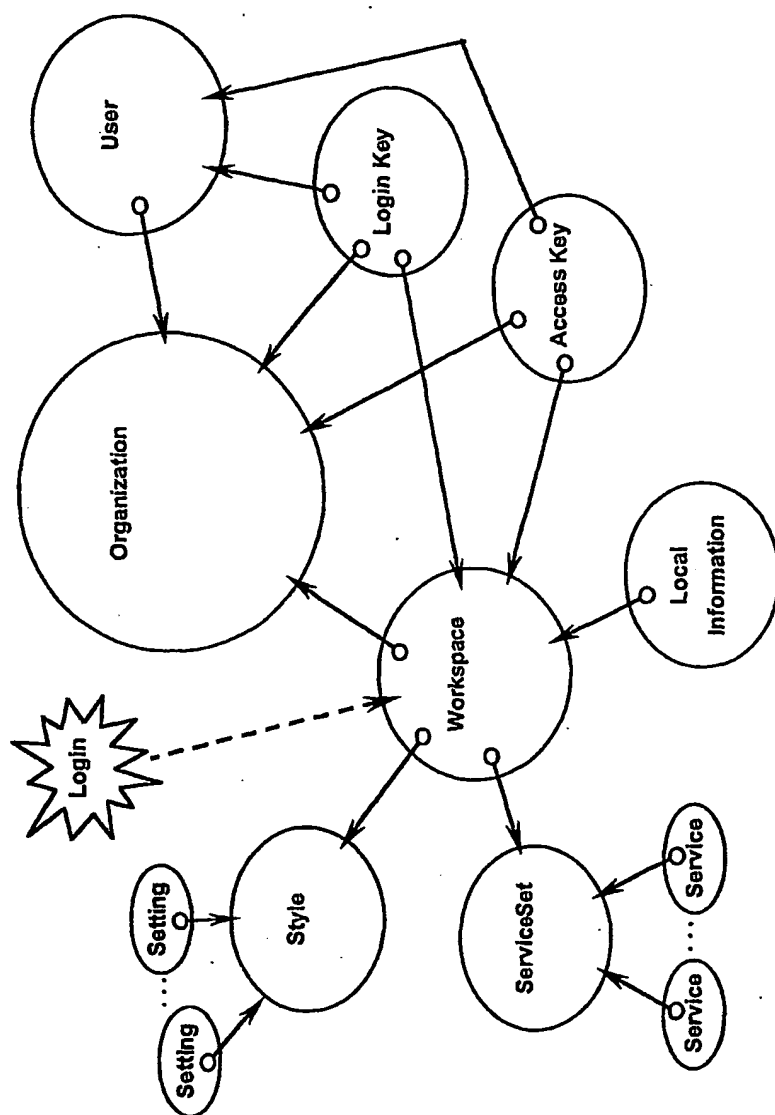 User
Login Key
Access Key
Organization
Local
Information
Workspace
Login
Style
Setting
Setting
ServiceSet
Service
Service